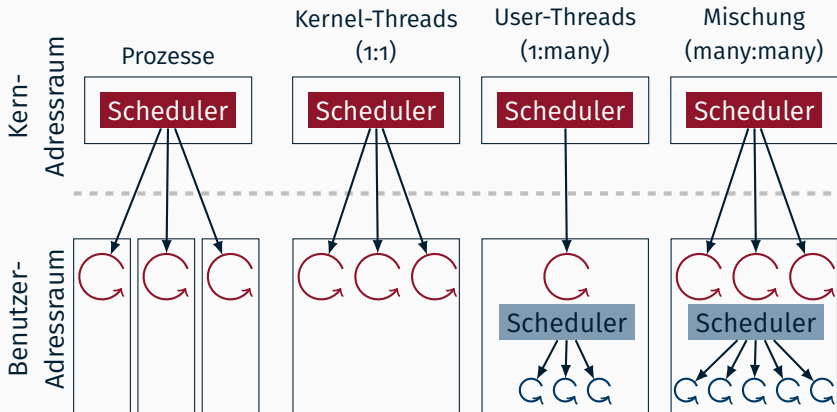 Kern-
Adressraum
Prozesse
Kernel-Threads
(1:1)
User-Threads
(1:many)
Mischung
(many:many)
Scheduler
Scheduler
Scheduler
Scheduler
Benutzer-
Adressraum
Scheduler
Scheduler